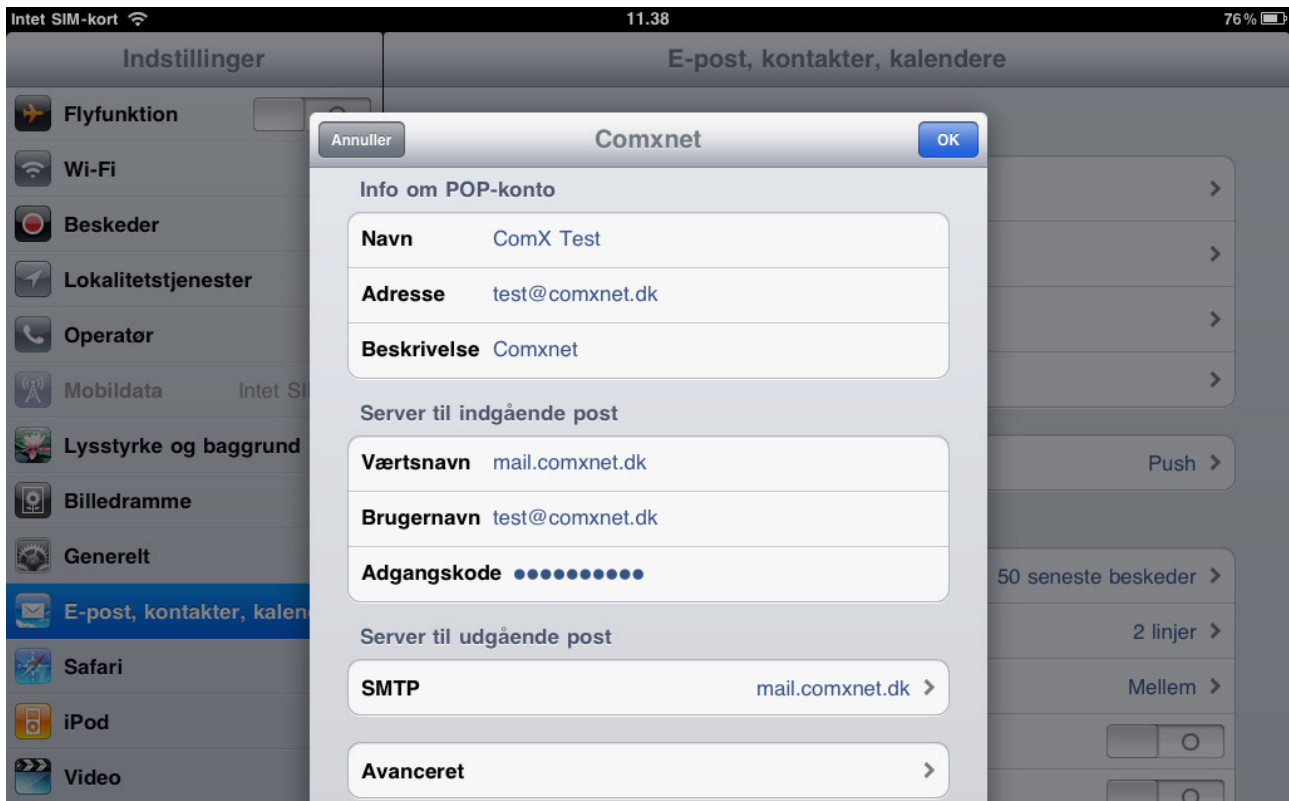 Intet SIM-kort 11.38 76%
Indstillinger
E-post, kontakter, kalendere
Flyfunktion
Wi-Fi
Beskeder
Lokalitetstjenester
Operatør
Mobildata Intet SI
Lysstyrke og baggrund
Billedramme
Generelt
E-post, kontakter, kalen
Safari
iPod
Video
Annuller Comxnet OK
Info om POP-konto
Navn ComX Test
Adresse test@comxnet.dk
Beskrivelse Comxnet
Server til indgående post
Værtsnavn mail.comxnet.dk
Brugernavn test@comxnet.dk
Adgangskode ●●●●●●●●●●
Server til udgående post
SMTP mail.comxnet.dk
Avanceret
Push
50 seneste beskeder
2 linjer
Mellem